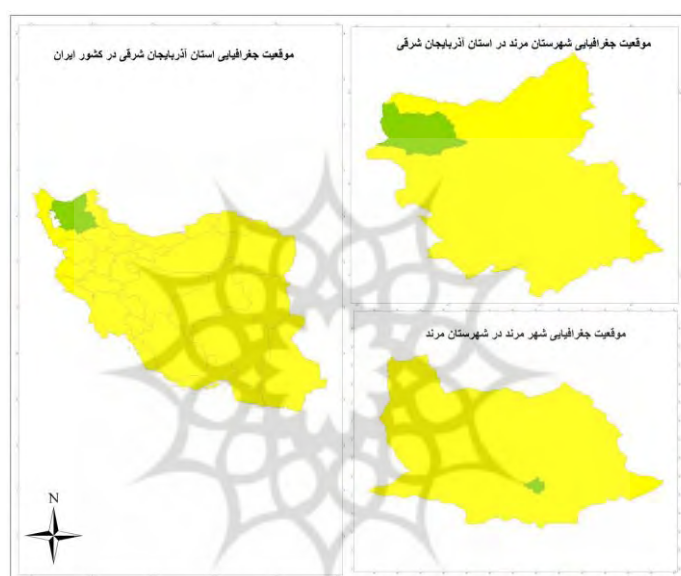 موقعیت جغرافیایی شهرستان مرند در استان آذربایجان شرقی
موقعیت جغرافیایی استان آذربایجان شرقی در کشور ایران
موقعیت جغرافیایی شهر مرند در شهرستان مرند
N